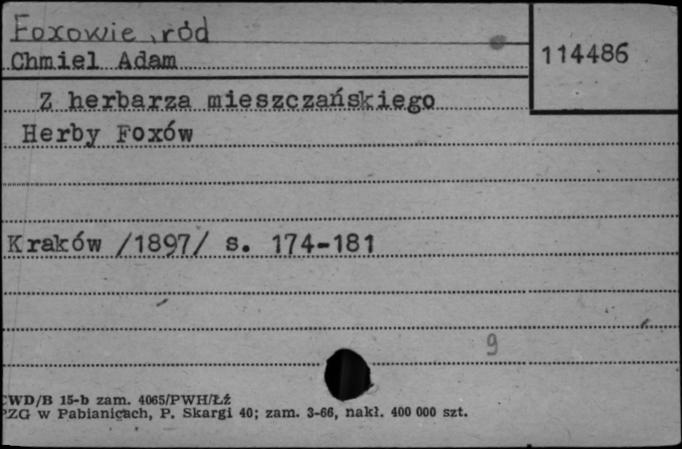 Foxowie, ród
Chmiel Adam
114486
Z herbarza mieszczańskiego
Herby Foxów
Kraków /1897/ s. 174-181
9
CWD/B 15-b zam. 4065/PWH/Łź
PZG w Pabianicach, P. Skargi 40; zam. 3-66, nakł. 400 000 szt.